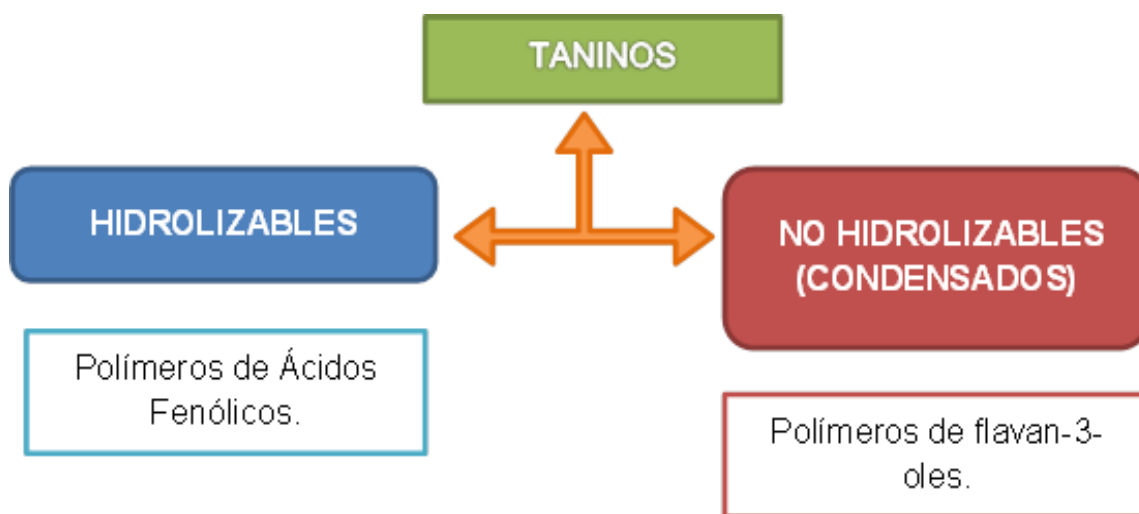 TANINOS
HIDROLIZABLES
NO HIDROLIZABLES
(CONDENSADOS)
Polímeros de Ácidos
Fenólicos.
Polímeros de flavan-3-
oles.